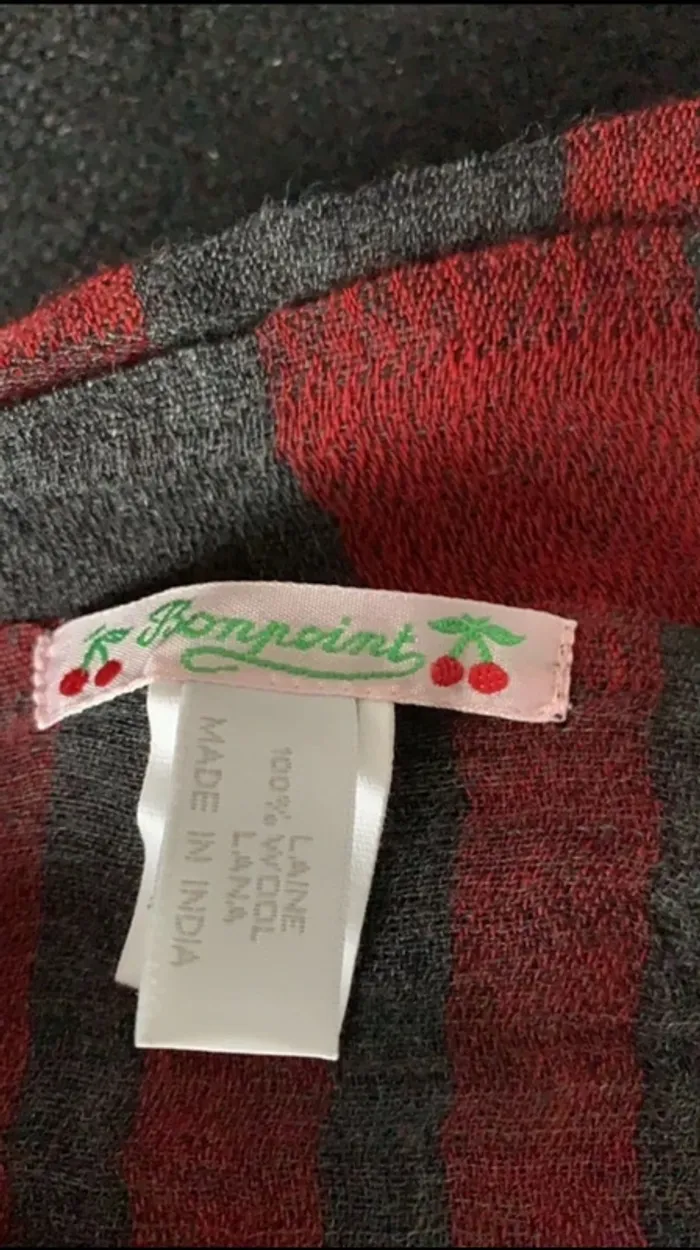 Bonpoint
LAINE
100% WOOL
LANA
MADE IN INDIA